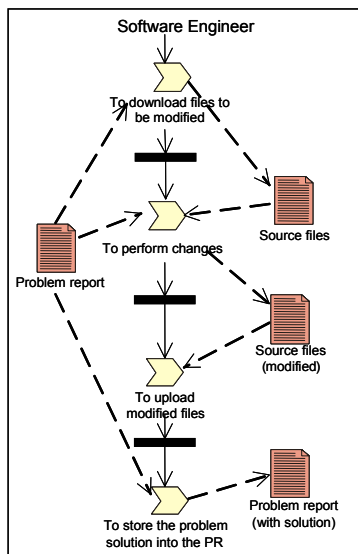 Software Engineer
To download files to
be modified
Source files
To perform changes
Problem report
Source files
(modified)
To upload
modified files
Problem report
(with solution)
To store the problem
solution into the PR